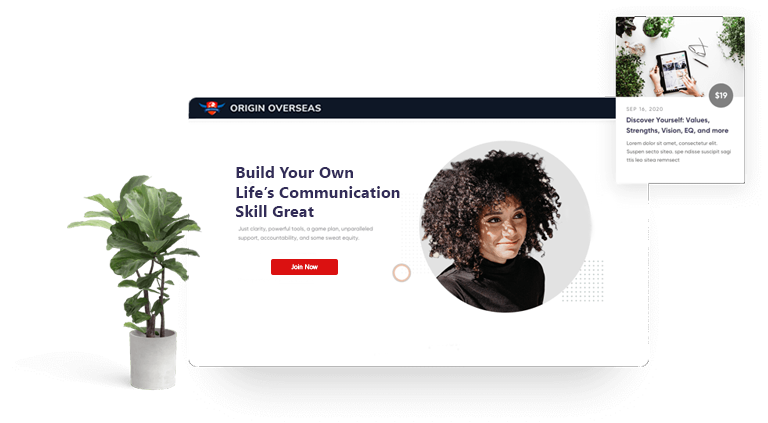 ORIGIN OVERSEAS
Build Your Own
Life's Communication
Skill Great
Just clarity, powerful tools, a game plan, unparalleled
support, accountability, and some sweat equity.
Join Now
$19
SEP 16, 2020
Discover Yourself: Values,
Strengths, Vision, EQ, and more
Lorem dolor sit amet, consectetur elit.
Suspen secto sitea. spe ndisse suscipit sagi
ttis leo sitea remnsect